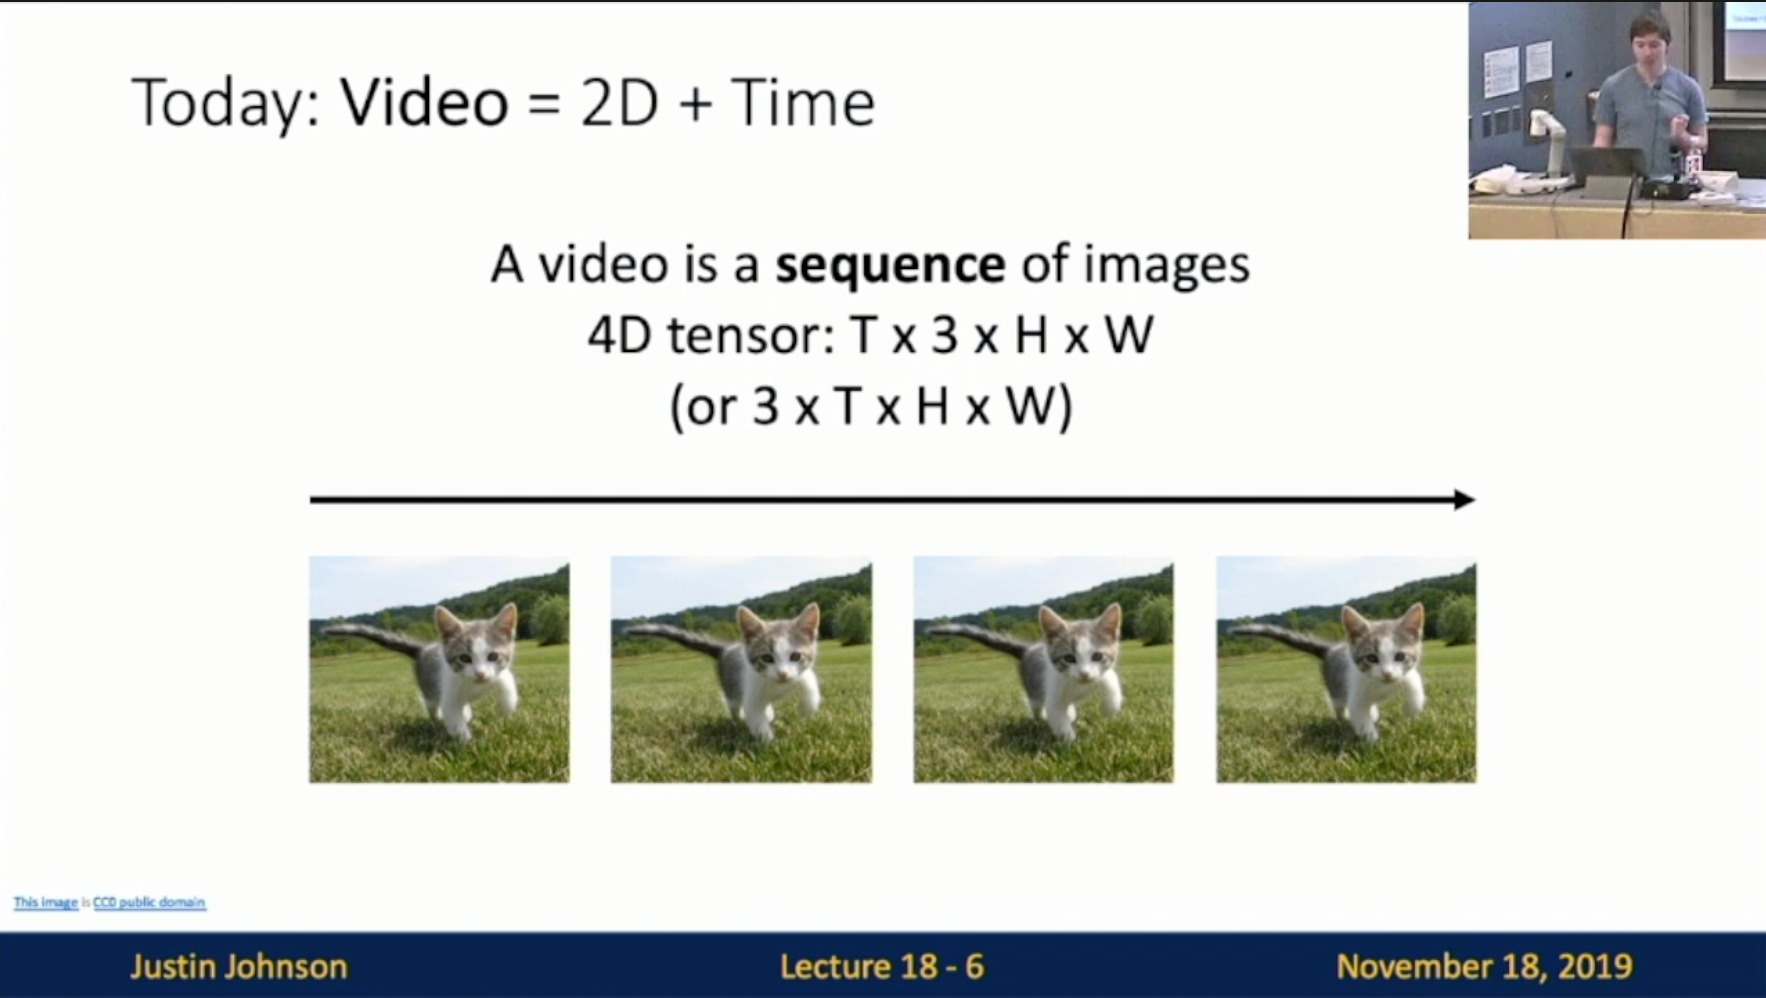 Today: Video = 2D + Time
A video is a sequence of images
4D tensor: T x 3 x H x W
(or 3 x T x H x W)
This image is CC0 public domain
Justin Johnson
Lecture 18 - 6
November 18, 2019